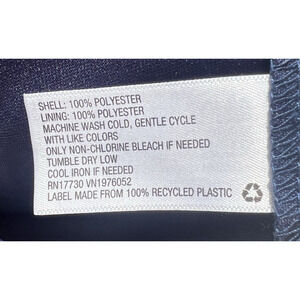 SHELL: 100% POLYESTER
LINING: 100% POLYESTER
MACHINE WASH COLD, GENTLE CYCLE
WITH LIKE COLORS
ONLY NON-CHLORINE BLEACH IF NEEDED
TUMBLE DRY LOW
COOL IRON IF NEEDED
RN17730 VN1976052
LABEL MADE FROM 100% RECYCLED PLASTIC